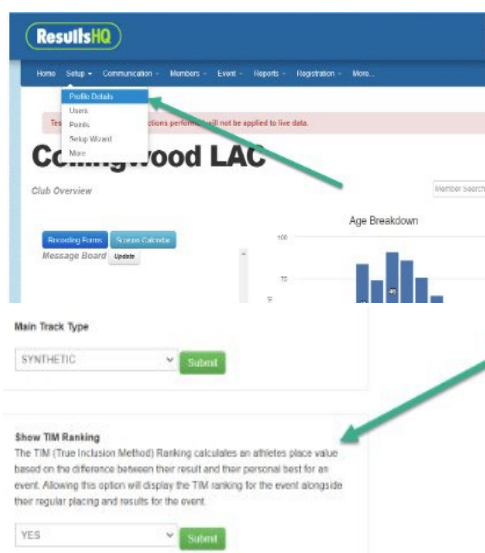 ResultsHQ
Home Setup Communication Members Event Reports Registration More...
Profile Details
Users
Points
Setup Wizard
More
Tes ctions perform will not be applied to live data.
Collingwood LAC
Club Overview
Member Search
Recording Forms Season Calendar
Message Board Update
Age Breakdown
100
75
Main Track Type
SYNTHETIC Submit
Show TIM Ranking
The TIM (True Inclusion Method) Ranking calculates an athletes place value
based on the difference between their result and their personal best for an
event. Allowing this option will display the TIM ranking for the event alongside
their regular placing and results for the event.
YES Submit